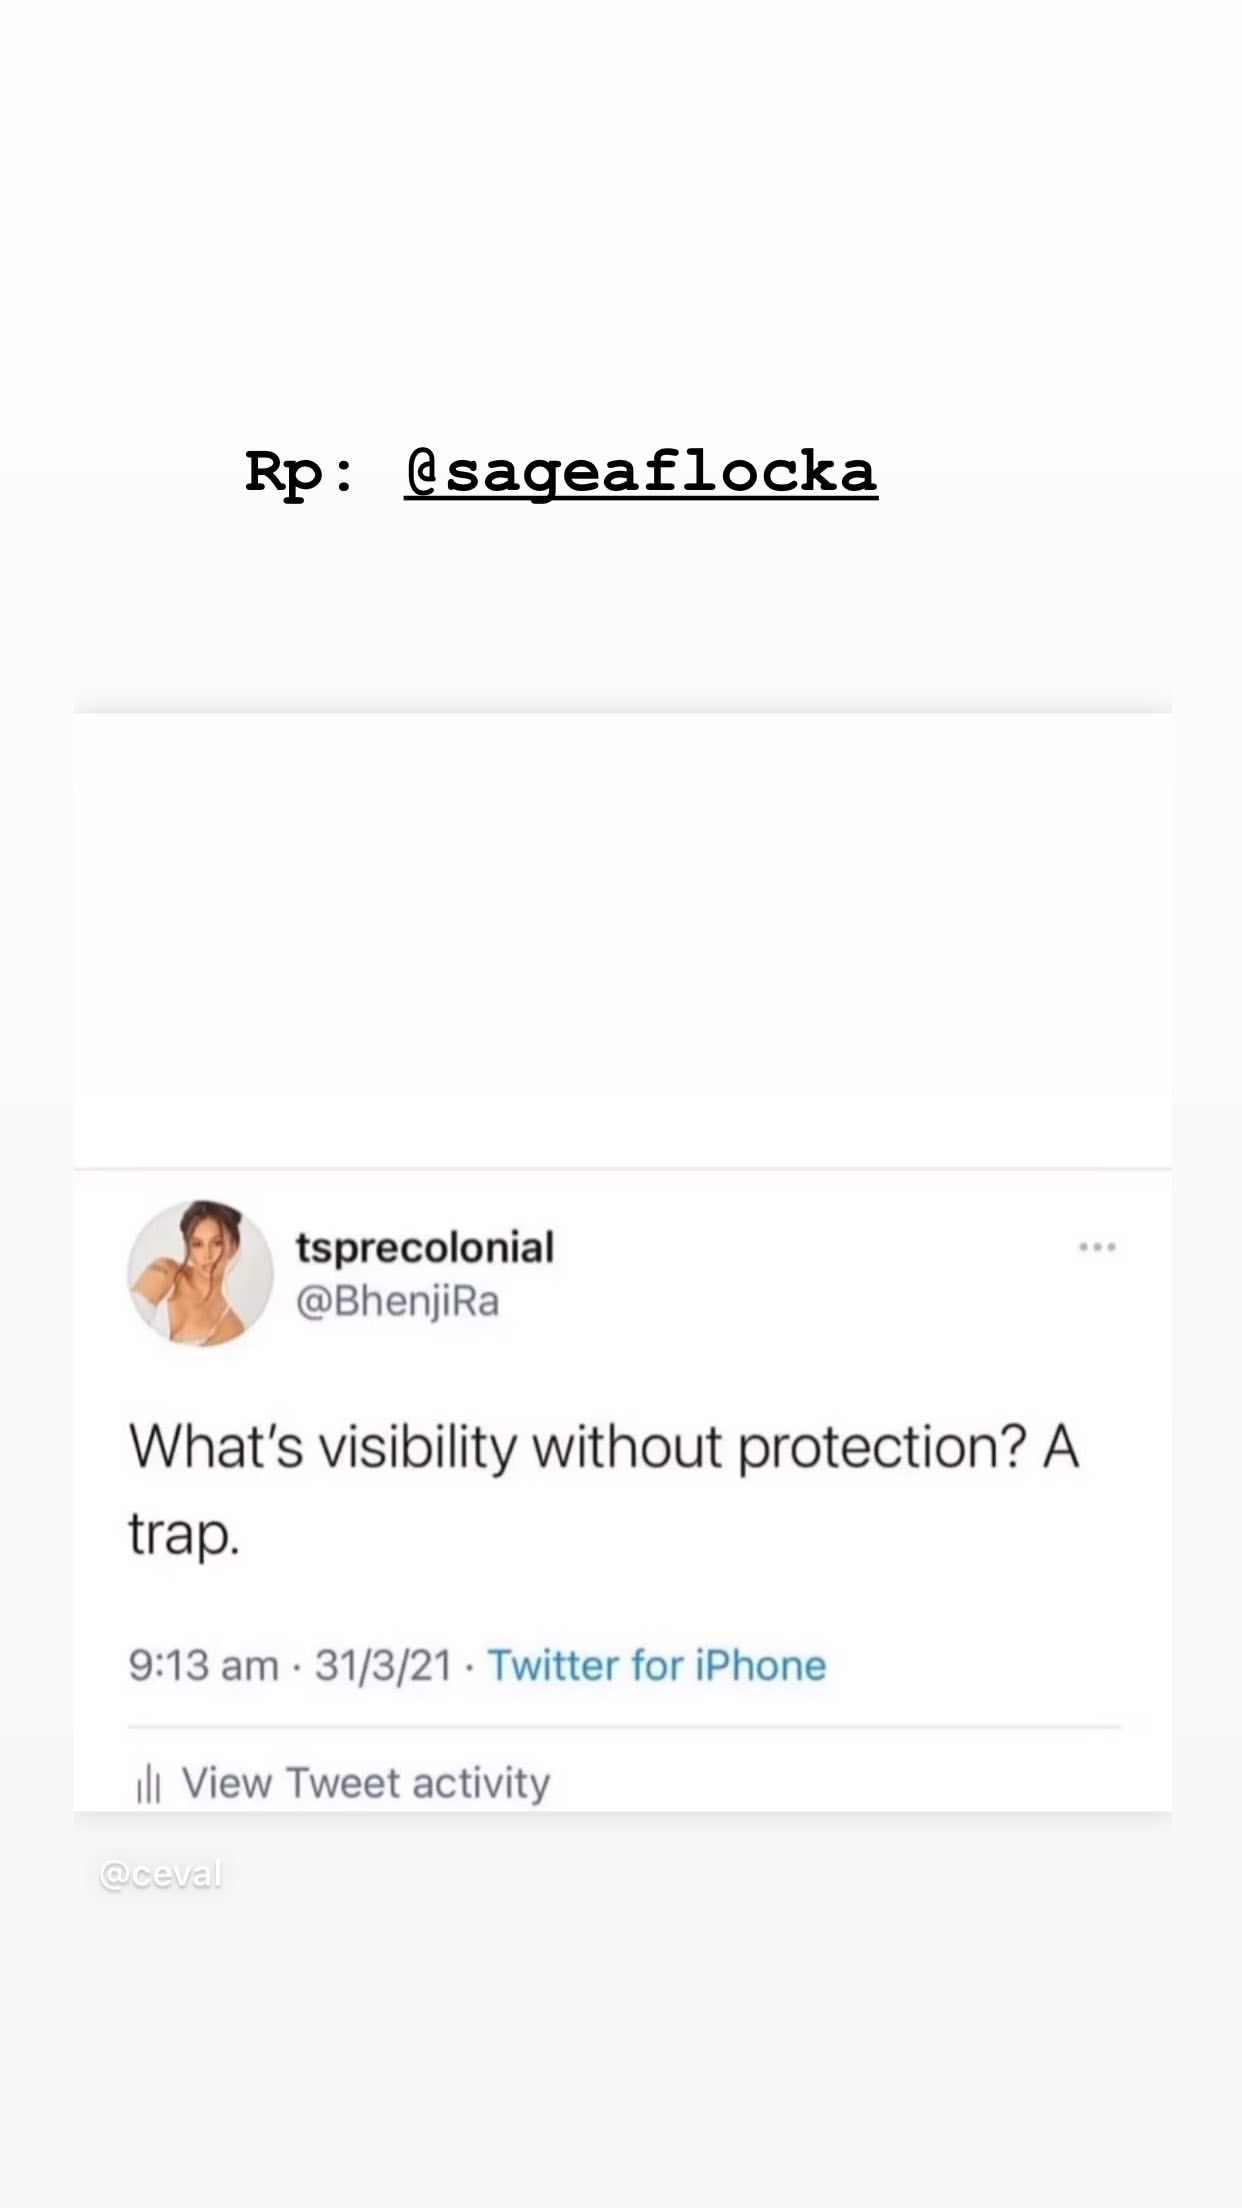 Rp: @sageaflocka
tsprecolonial
@BhenjiRa
What's visibility without protection? A
trap.
9:13 am · 31/3/21 · Twitter for iPhone
View Tweet activity
@ceval